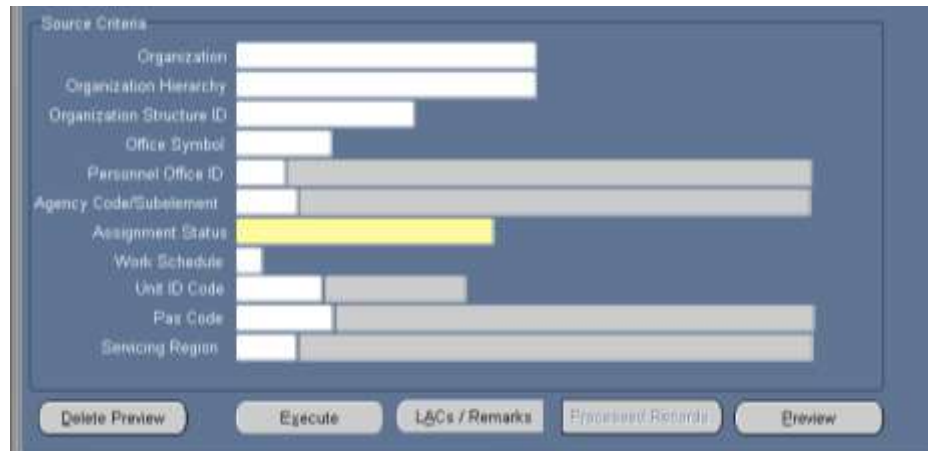 Source Criteria
Organization
Organization Hierarchy
Organization Structure ID
Office Symbol
Personnel Office ID
Agency Code/Subelement
Assignment Status
Work Schedule
Unit ID Code
Pas Code
Servicing Region
Delete Preview Execute LACs / Remarks Processed Records Preview